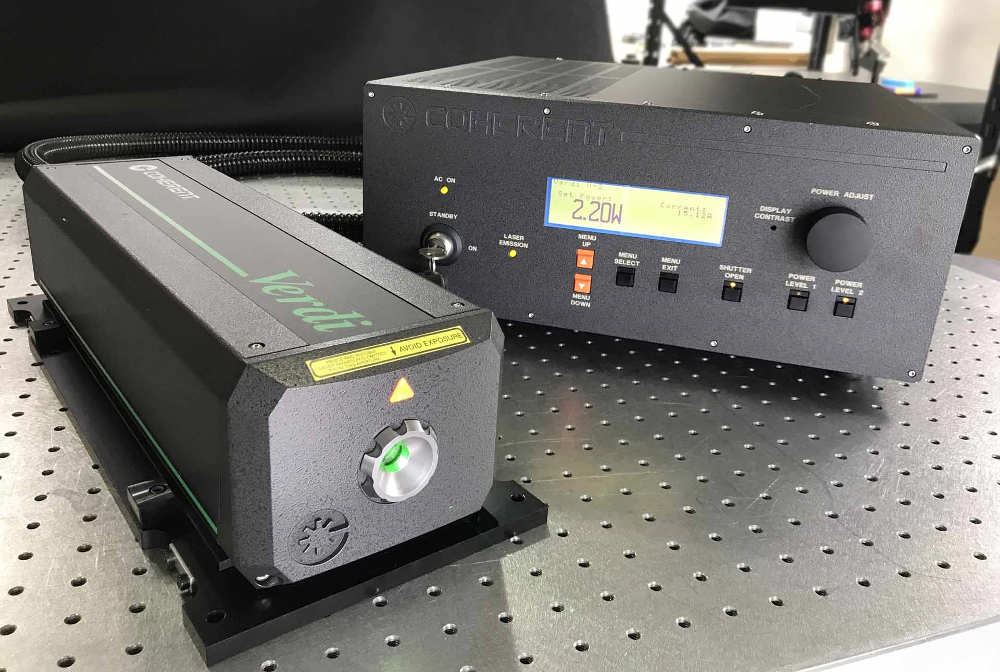 COHERENT
COHERENT
Verdi
VISIBLE AND INVISIBLE
LASER RADIATION IS EMITTED
FROM THIS APERTURE
AVOID EXPOSURE
AC ON
STANDBY
ON
LASER
EMISSION
Verdi V-2
Set Power:
2.20W
Current:
15.12A
MENU
UP
MENU
DOWN
MENU
SELECT
MENU
EXIT
SHUTTER
OPEN
DISPLAY
CONTRAST
POWER ADJUST
POWER
LEVEL 1
POWER
LEVEL 2